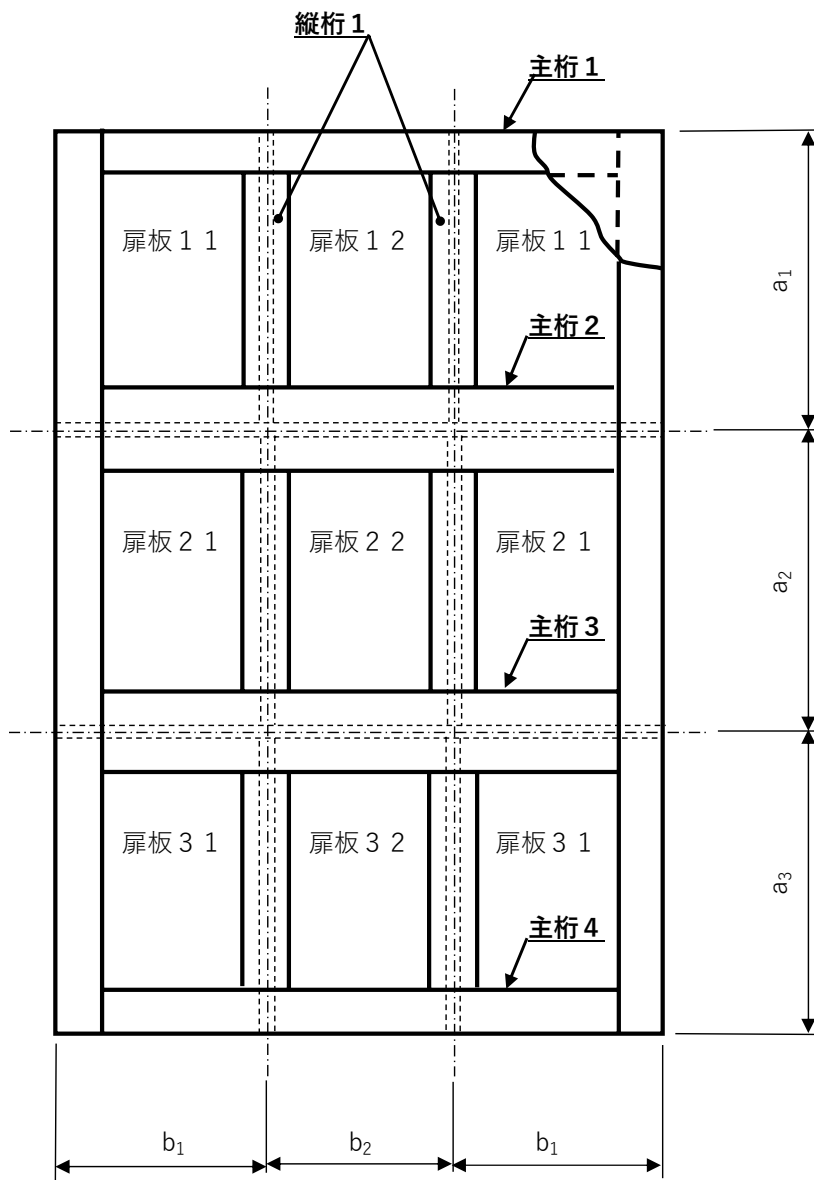 縦桁１
主桁１
扉板１１
扉板１２
扉板１１
a₁
主桁２
扉板２１
扉板２２
扉板２１
a₂
主桁３
扉板３１
扉板３２
扉板３１
a₃
主桁４
b₁
b₂
b₁